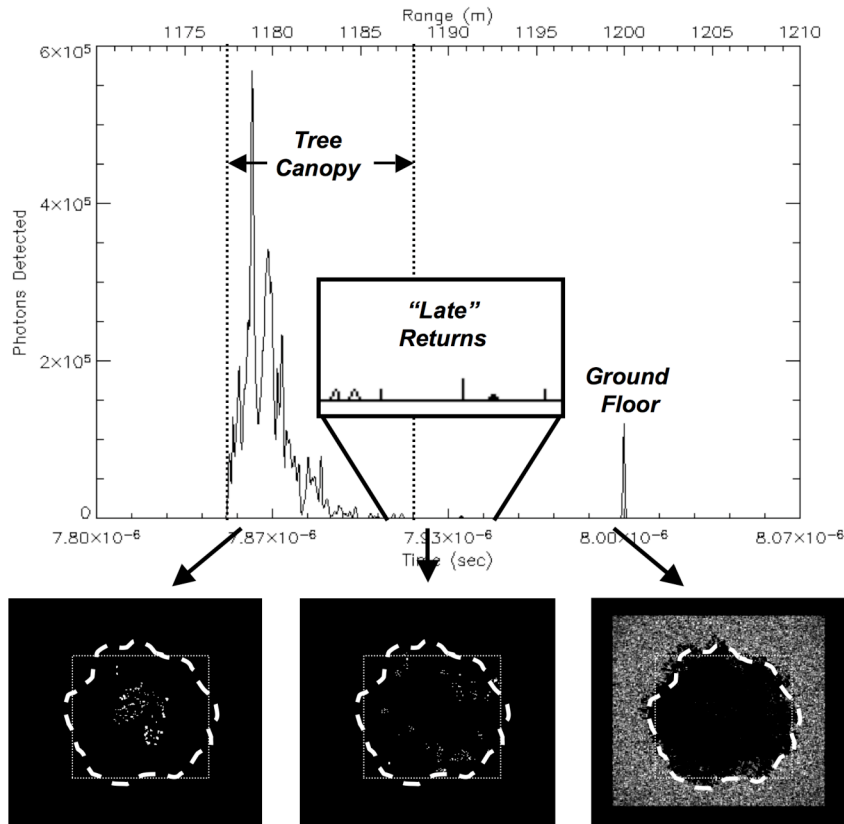 Range (m)
1175 1180 1185 1190 1195 1200 1205 1210
6×10⁵
Tree
Canopy
4×10⁵
Photons Detected
“Late”
Returns
2×10⁵
Ground
Floor
0
7.80×10⁻⁶ 7.87×10⁻⁶ 7.93×10⁻⁶ 8.00×10⁻⁶ 8.07×10⁻⁶
Time (sec)